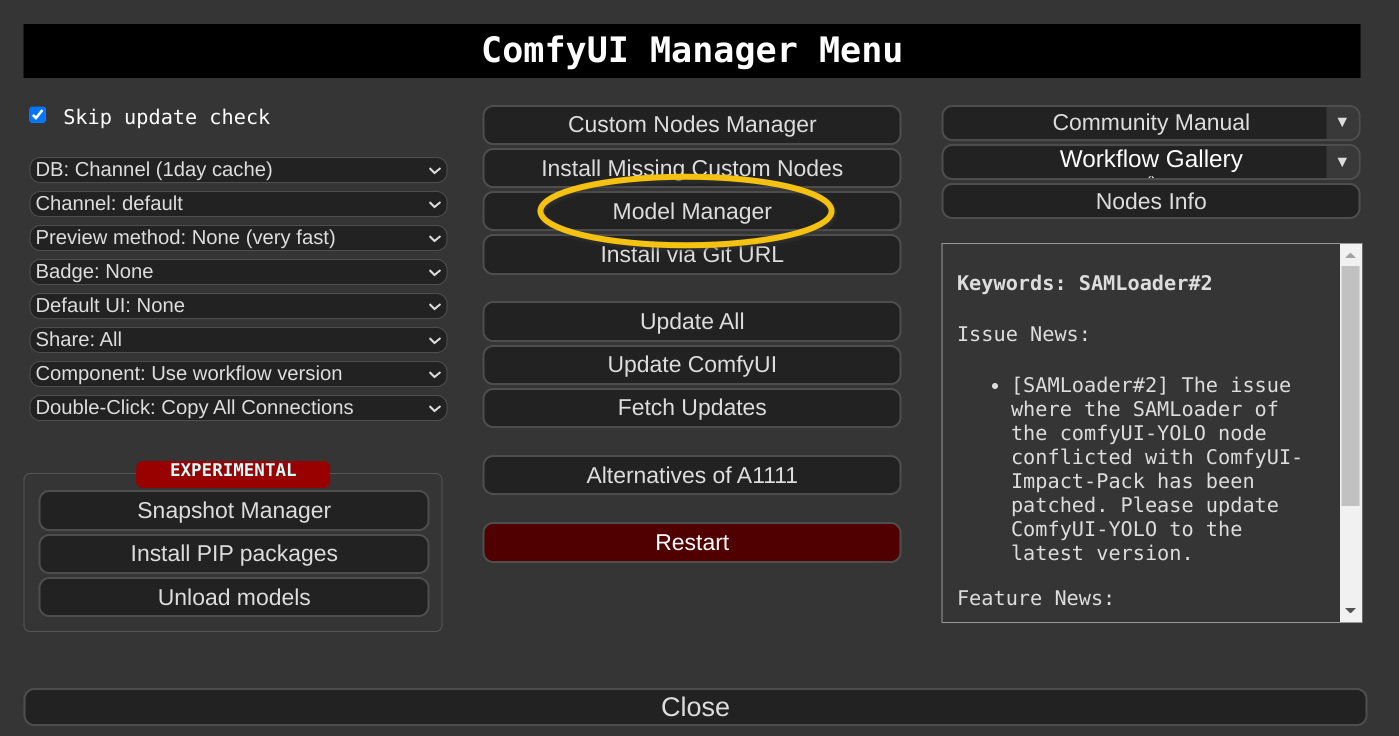 ComfyUI Manager Menu
Skip update check
DB: Channel (1day cache)
Channel: default
Preview method: None (very fast)
Badge: None
Default UI: None
Share: All
Component: Use workflow version
Double-Click: Copy All Connections
EXPERIMENTAL
Snapshot Manager
Install PIP packages
Unload models
Custom Nodes Manager
Install Missing Custom Nodes
Model Manager
Install via Git URL
Update All
Update ComfyUI
Fetch Updates
Alternatives of A1111
Restart
Community Manual
Workflow Gallery
Nodes Info
Keywords: SAMLoader#2
Issue News:
• [SAMLoader#2] The issue
where the SAMLoader of
the comfyUI-YOLO node
conflicted with ComfyUI-
Impact-Pack has been
patched. Please update
ComfyUI-YOLO to the
latest version.
Feature News:
Close